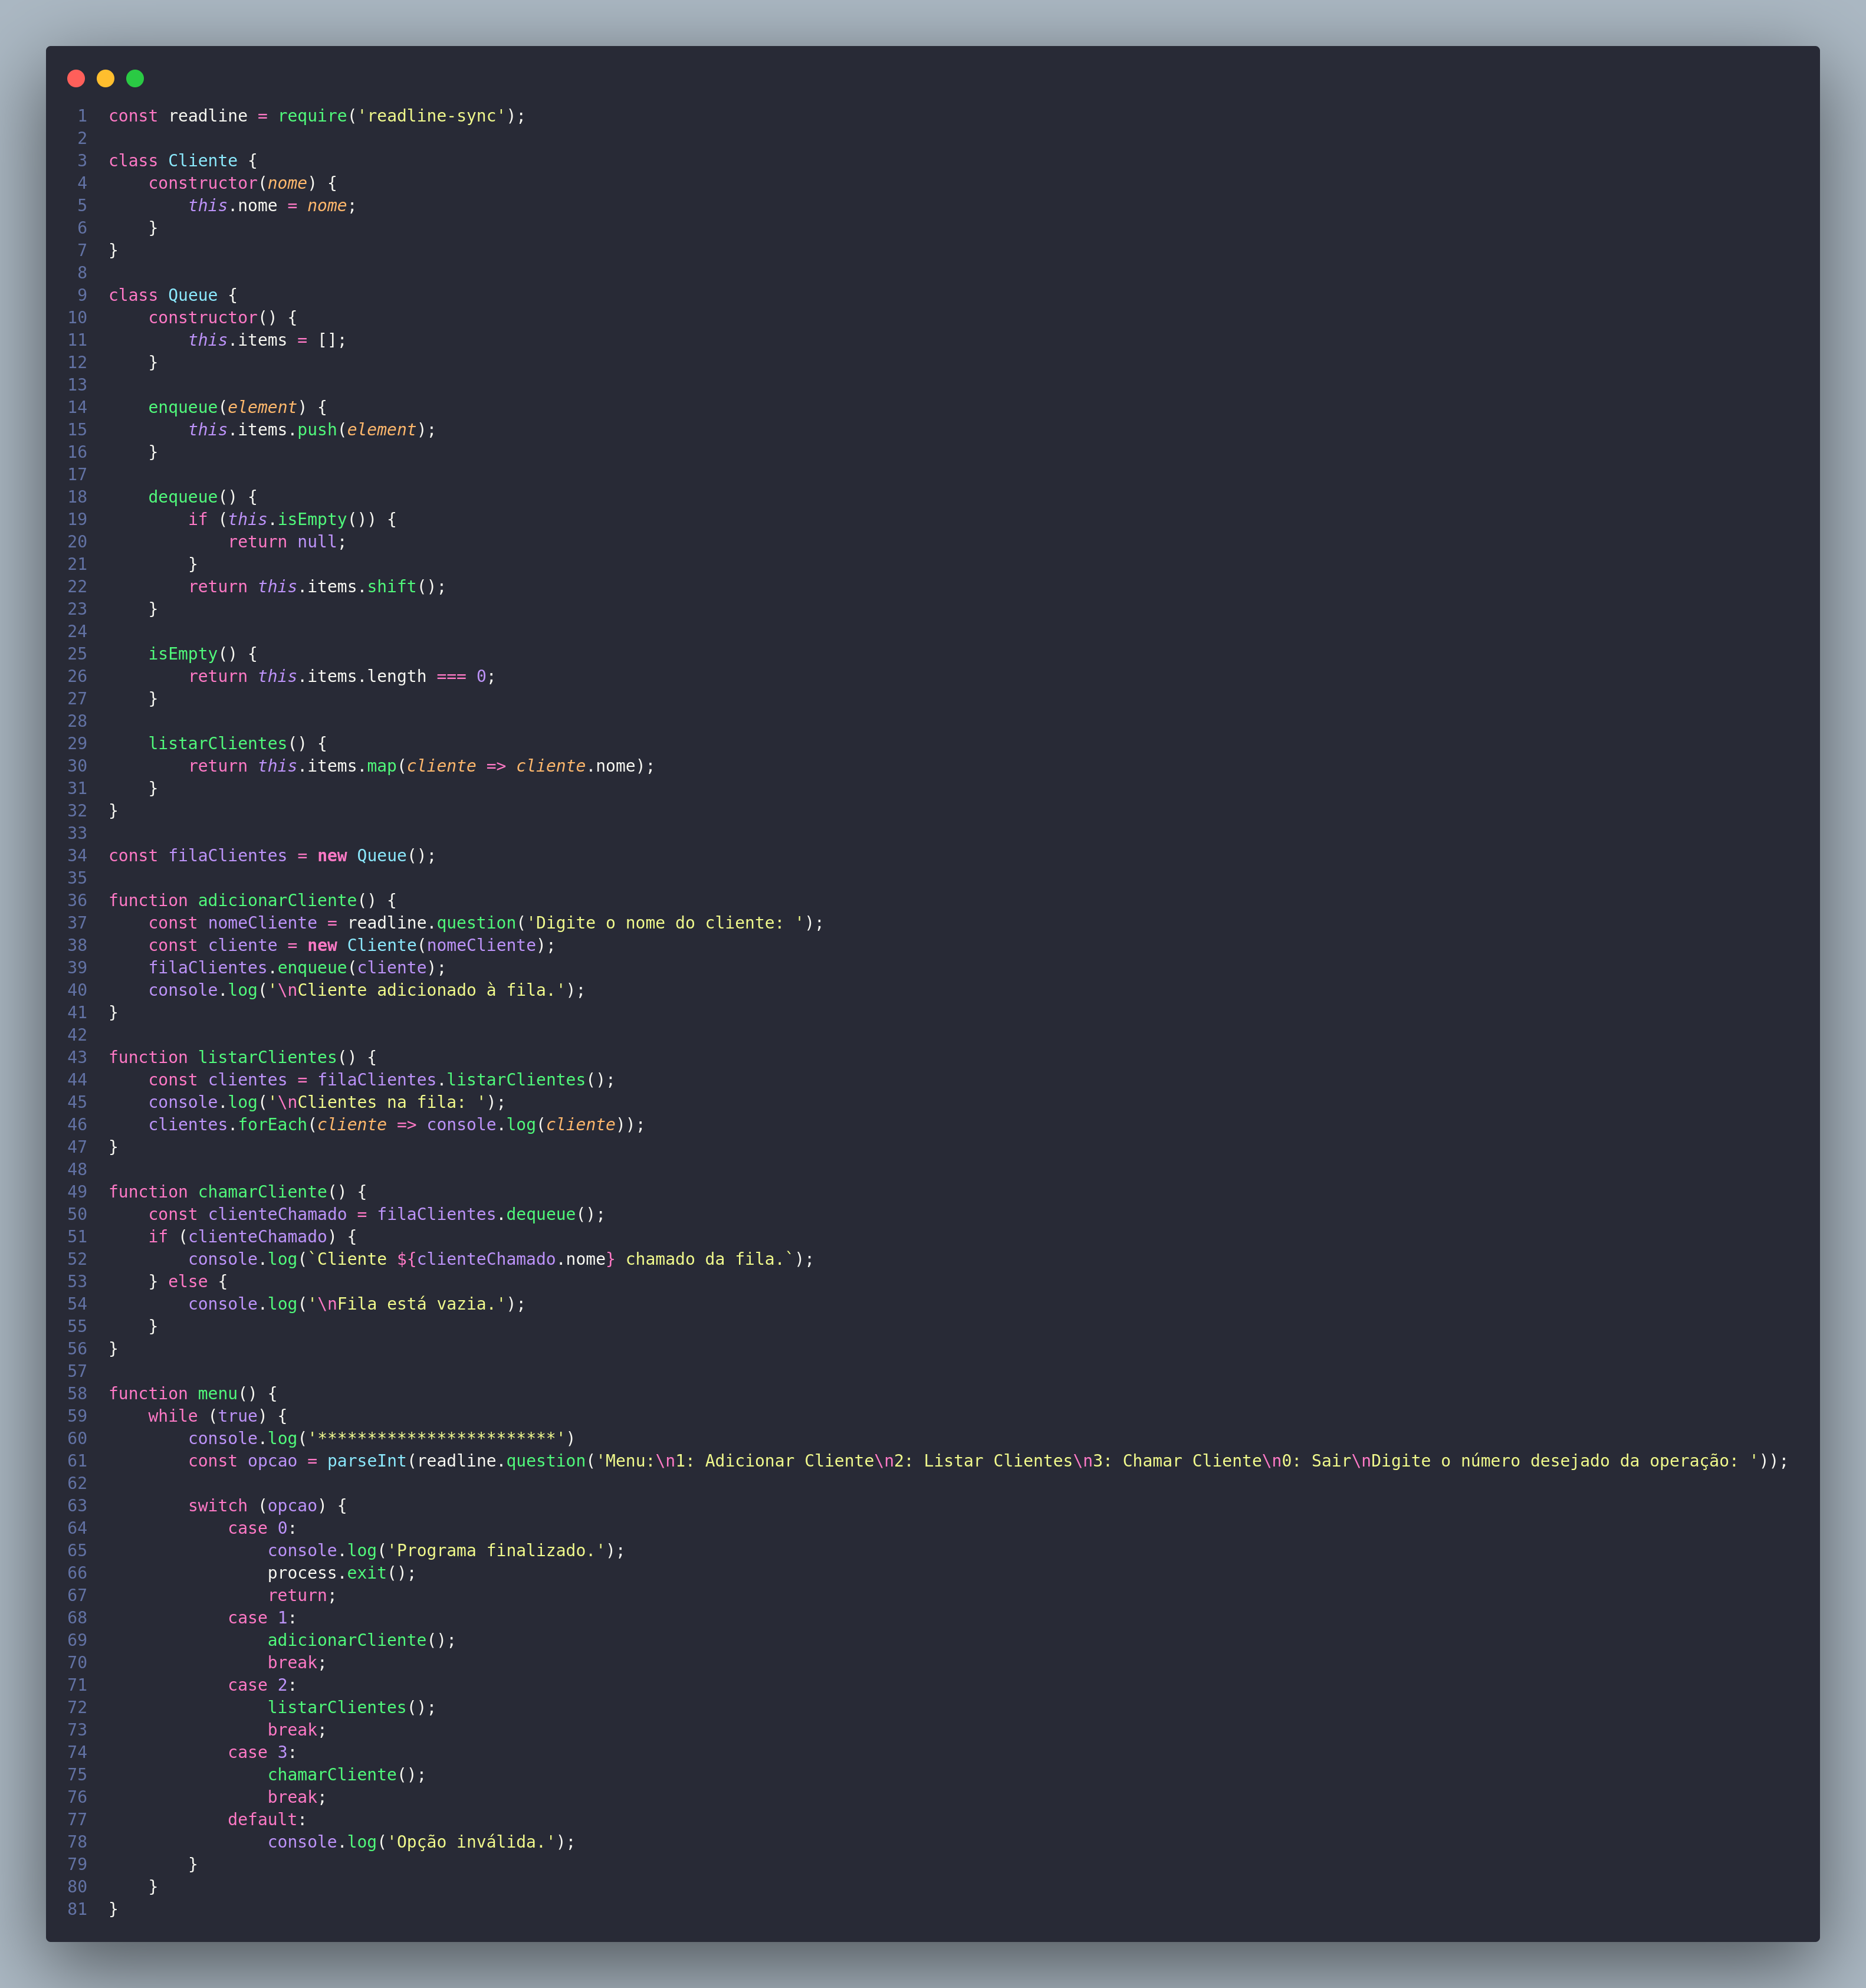 1 const readline = require('readline-sync');
2
3 class Cliente {
4     constructor(nome) {
5         this.nome = nome;
6     }
7 }
8
9 class Queue {
10     constructor() {
11         this.items = [];
12     }
13
14     enqueue(element) {
15         this.items.push(element);
16     }
17
18     dequeue() {
19         if (this.isEmpty()) {
20             return null;
21         }
22         return this.items.shift();
23     }
24
25     isEmpty() {
26         return this.items.length === 0;
27     }
28
29     listarClientes() {
30         return this.items.map(cliente => cliente.nome);
31     }
32 }
33
34 const filaClientes = new Queue();
35
36 function adicionarCliente() {
37     const nomeCliente = readline.question('Digite o nome do cliente: ');
38     const cliente = new Cliente(nomeCliente);
39     filaClientes.enqueue(cliente);
40     console.log('\nCliente adicionado à fila.');
41 }
42
43 function listarClientes() {
44     const clientes = filaClientes.listarClientes();
45     console.log('\nClientes na fila: ');
46     clientes.forEach(cliente => console.log(cliente));
47 }
48
49 function chamarCliente() {
50     const clienteChamado = filaClientes.dequeue();
51     if (clienteChamado) {
52         console.log(`Cliente ${clienteChamado.nome} chamado da fila.`);
53     } else {
54         console.log('\nFila está vazia.');
55     }
56 }
57
58 function menu() {
59     while (true) {
60         console.log('************************')
61         const opcao = parseInt(readline.question('Menu:\n1: Adicionar Cliente\n2: Listar Clientes\n3: Chamar Cliente\n0: Sair\nDigite o número desejado da operação: '));
62
63         switch (opcao) {
64             case 0:
65                 console.log('Programa finalizado.');
66                 process.exit();
67                 return;
68             case 1:
69                 adicionarCliente();
70                 break;
71             case 2:
72                 listarClientes();
73                 break;
74             case 3:
75                 chamarCliente();
76                 break;
77             default:
78                 console.log('Opção inválida.');
79         }
80     }
81 }